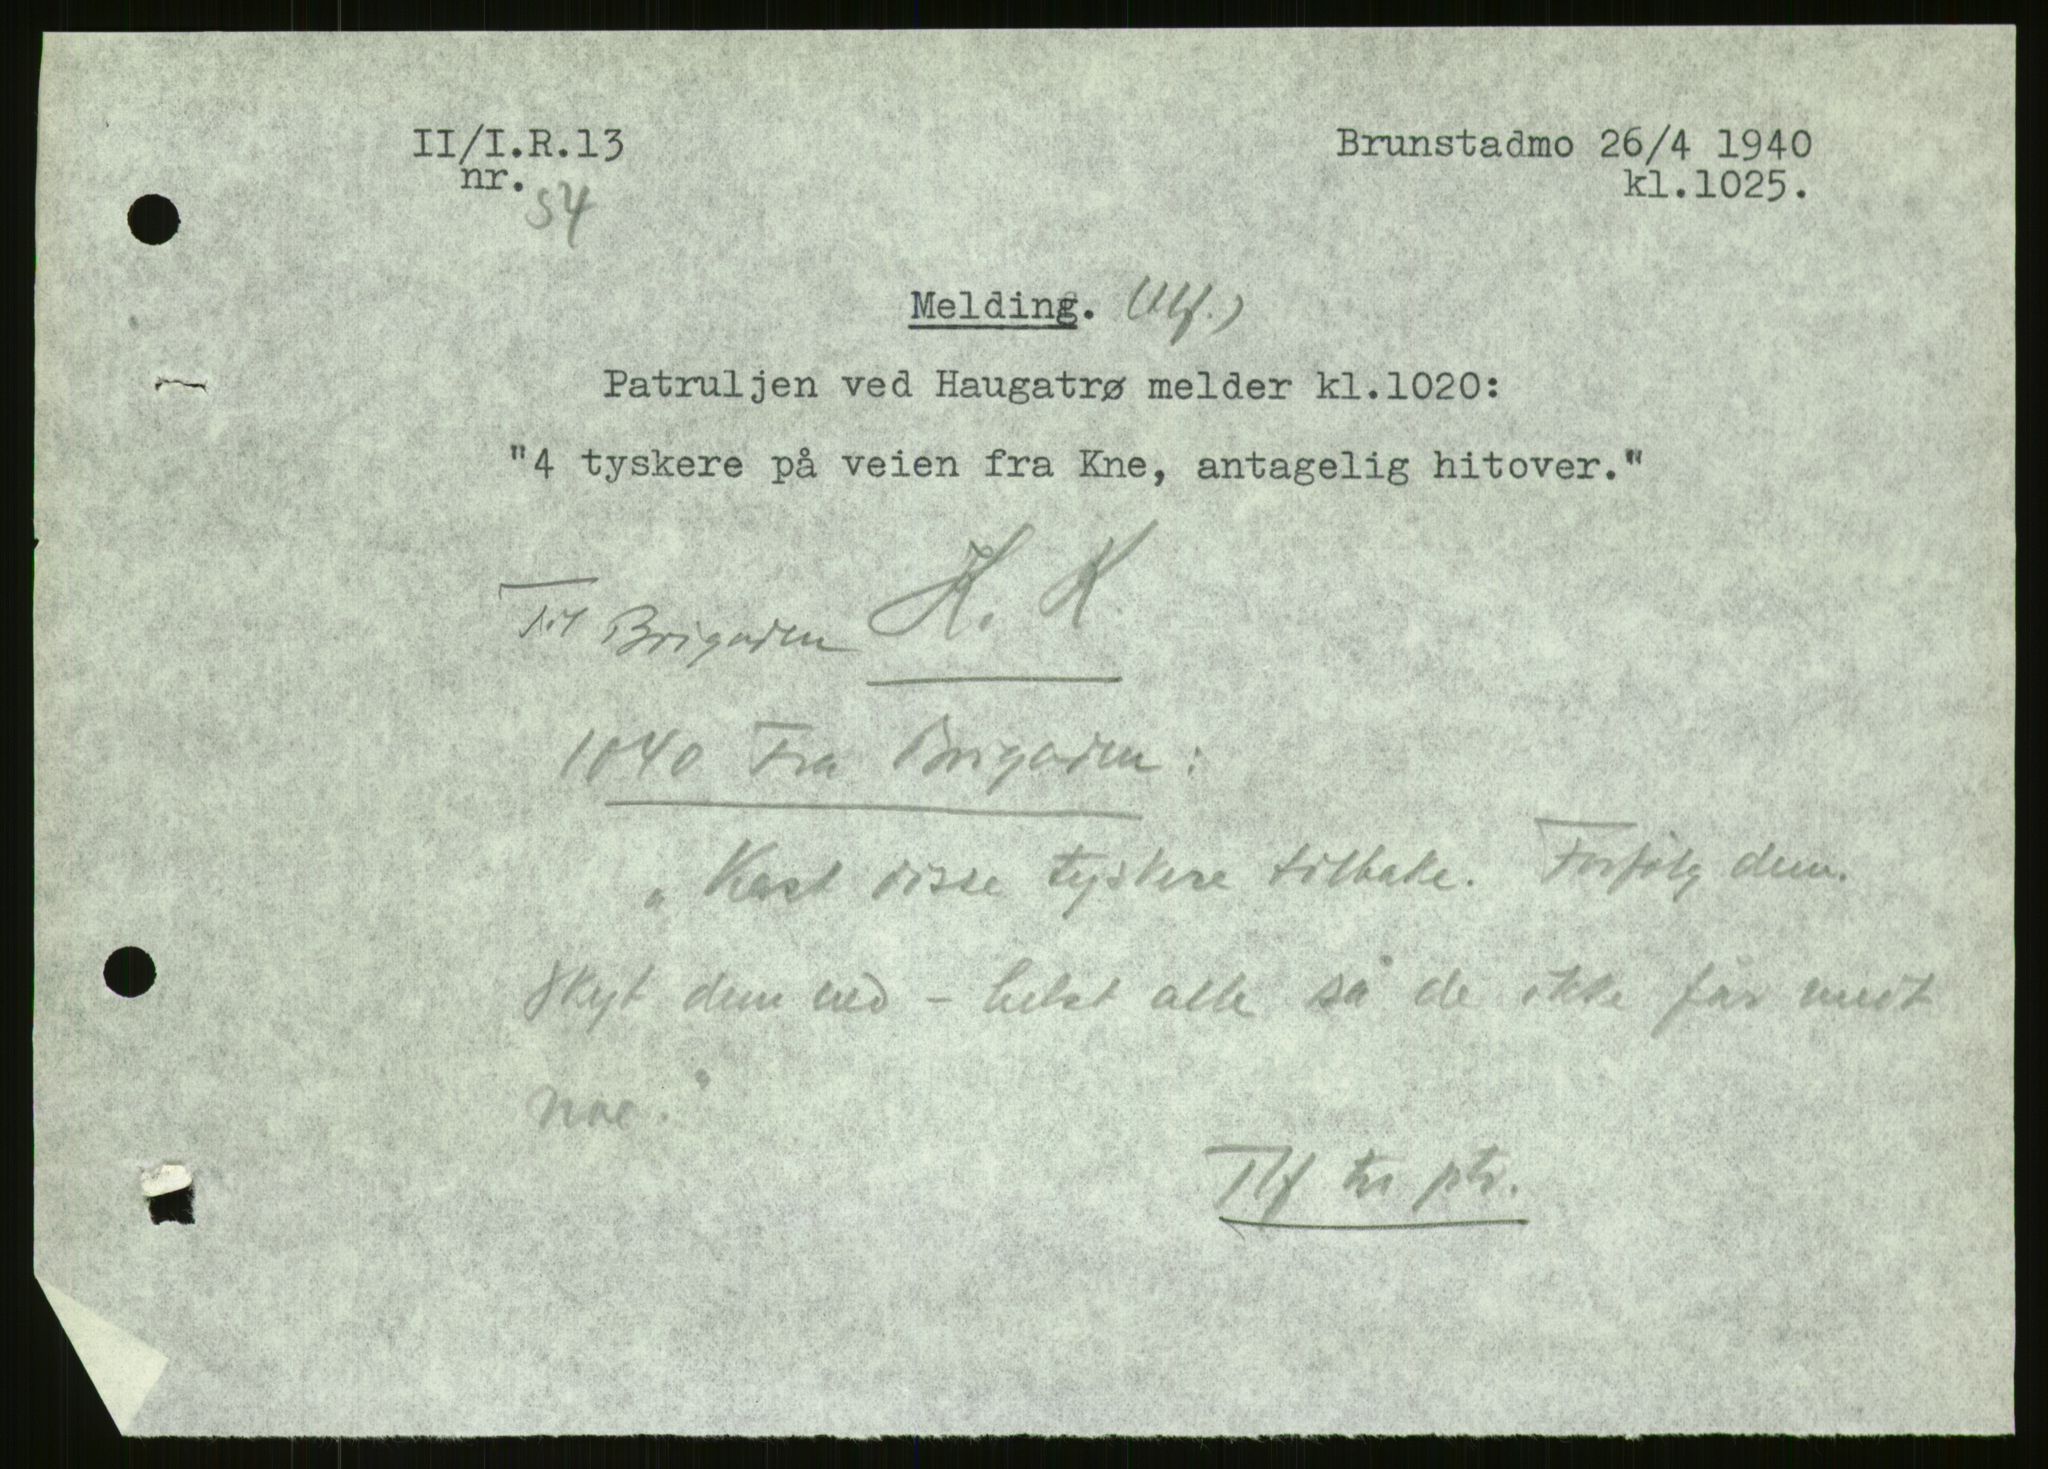 II/I.R.13
nr. 54
Brunstadmo 26/4 1940
kl.1025.
Melding. (tlf.)
Patruljen ved Haugatrø melder kl.1020:
"4 tyskere på veien fra Kne, antagelig hitover."
H. K.
Til Brigaden
1040 Fra Brigaden:
„Kast disse tyskere tilbake. Forfølg dem.
Skyt dem ned – helst alle så de ikke får meldt
noe."
Tlf